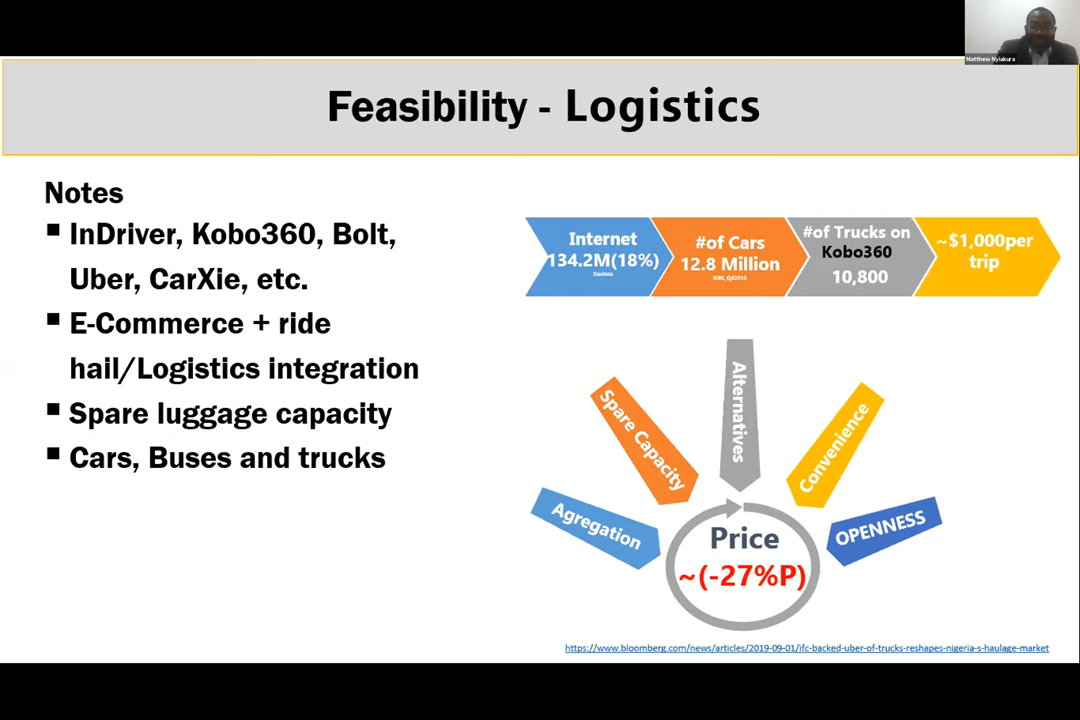 Matthew Nyiakura
Feasibility - Logistics
Notes
InDriver, Kobo360, Bolt,
Uber, CarXie, etc.
E-Commerce + ride
hail/Logistics integration
Spare luggage capacity
Cars, Buses and trucks
Internet
134.2M(18%)
Statista
#of Cars
12.8 Million
NBS_Q42018
#of Trucks on
Kobo360
10,800
~$1,000per
trip
Agregation
Spare Capacity
Alternatives
Convenience
OPENNESS
Price
~(-27%P)
https://www.bloomberg.com/news/articles/2019-09-01/ifc-backed-uber-of-trucks-reshapes-nigeria-s-haulage-market